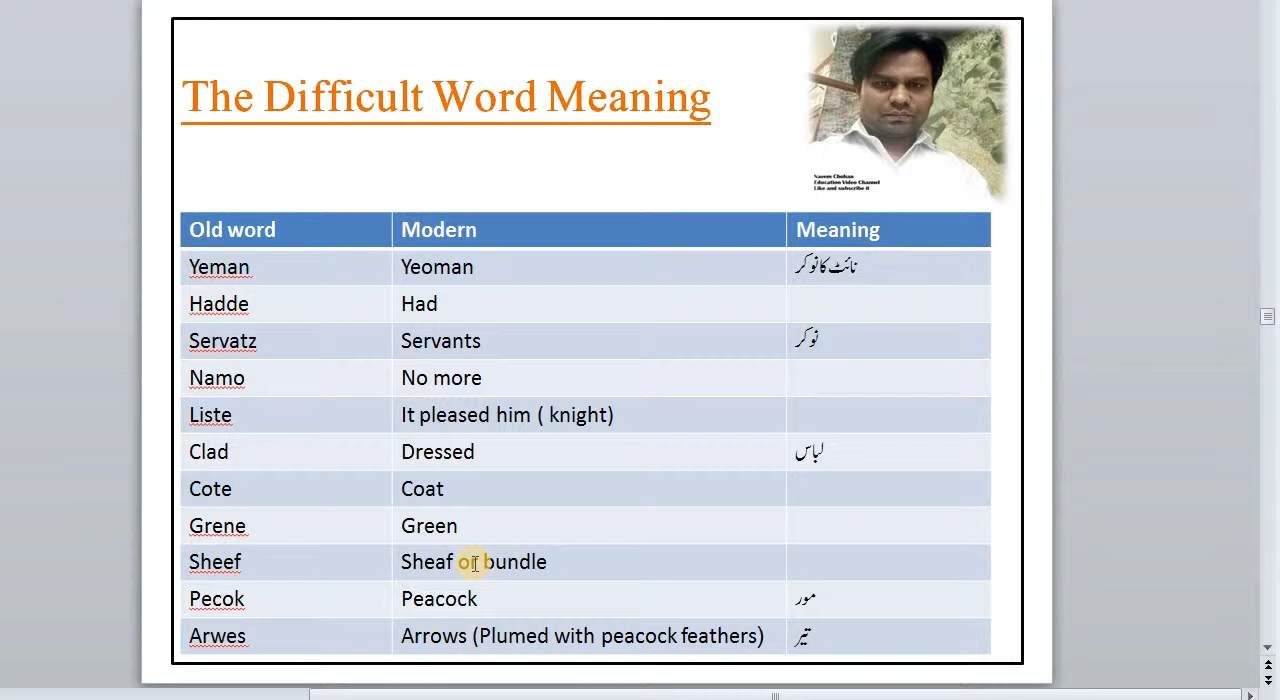 The Difficult Word Meaning
Naeem Chohan
Education Video Channel
Like and subscribe it
Old word Modern Meaning
Yeman Yeoman نائٹ کا نوکر
Hadde Had
Servatz Servants نوکر
Namo No more
Liste It pleased him ( knight)
Clad Dressed لباس
Cote Coat
Grene Green
Sheef Sheaf or bundle
Pecok Peacock مور
Arwes Arrows (Plumed with peacock feathers) تیر